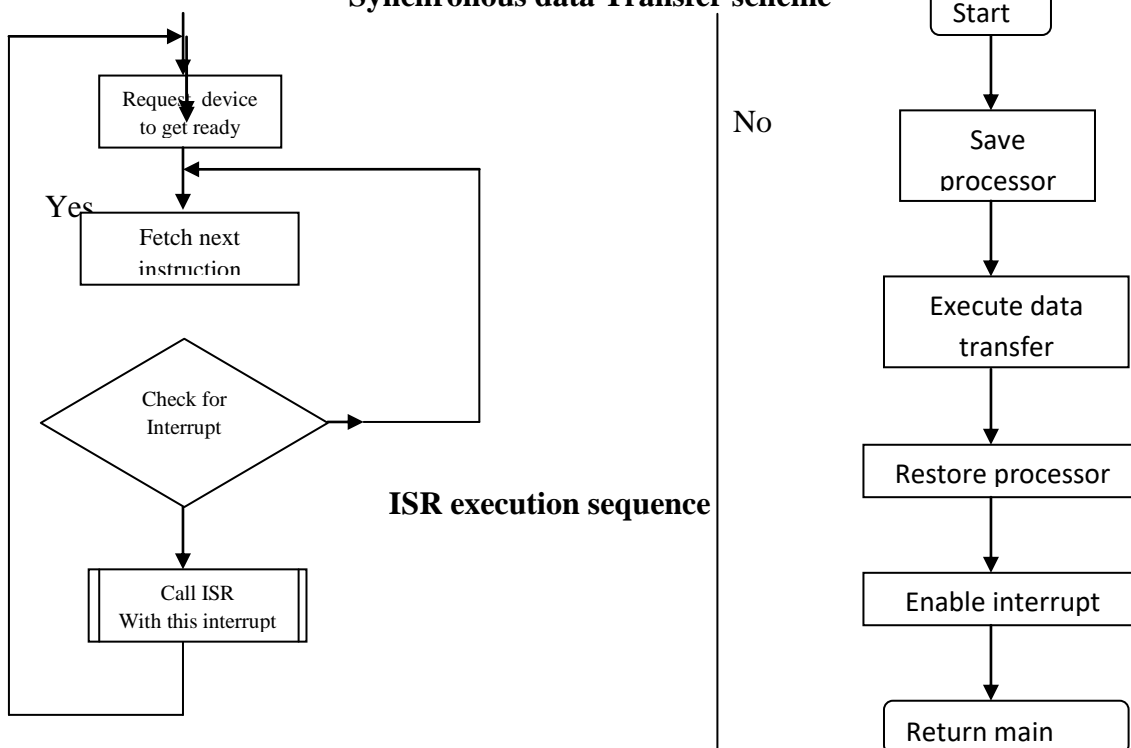 Synchronous data Transfer scheme
Start
Request device
to get ready
No
Save
processor
Yes
Fetch next
instruction
Execute data
transfer
Check for
Interrupt
Restore processor
ISR execution sequence
Call ISR
With this interrupt
Enable interrupt
Return main